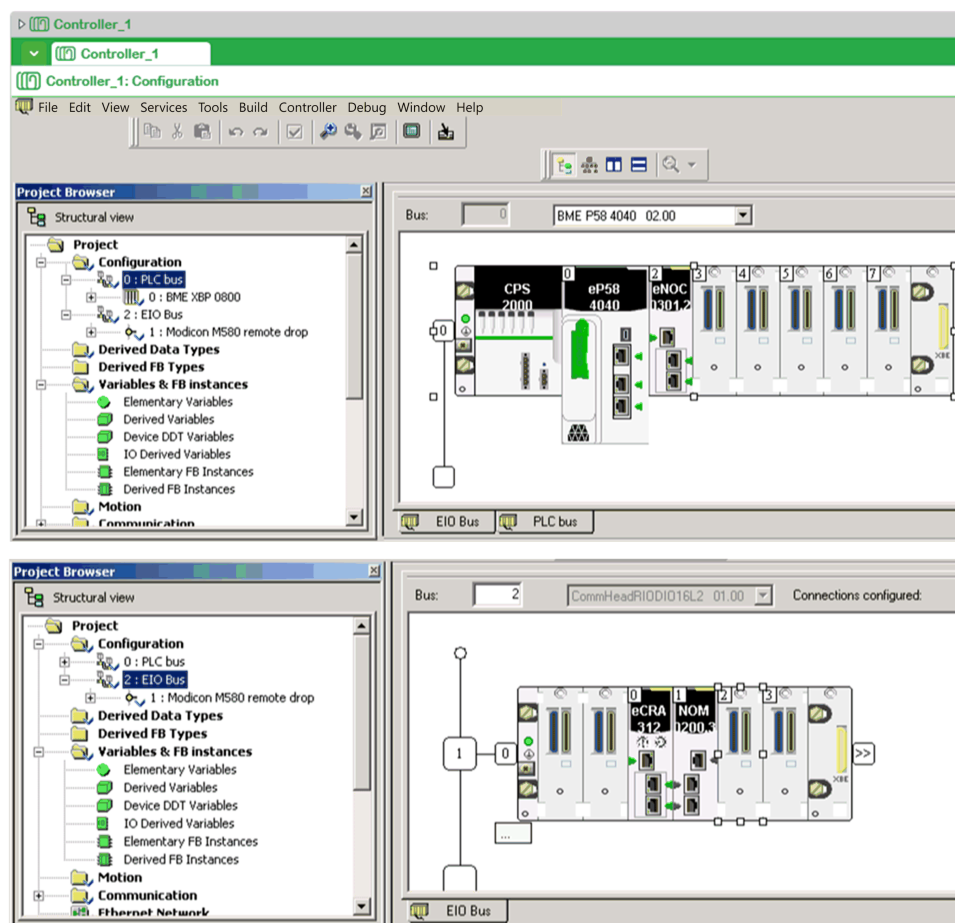 Controller_1
Controller_1
Controller_1: Configuration
File Edit View Services Tools Build Controller Debug Window Help
Project Browser
Structural view
Project
Configuration
0 : PLC bus
0 : BME XBP 0800
2 : EIO Bus
1 : Modicon M580 remote drop
Derived Data Types
Derived FB Types
Variables & FB instances
Elementary Variables
Derived Variables
Device DDT Variables
IO Derived Variables
Elementary FB Instances
Derived FB Instances
Motion
Communication
Bus: 0 BME P58 4040 02.00
0 2 3 4 5 6 7
CPS 2000
eP58 4040
eNOC 0301.2
0
0
XBE
EIO Bus PLC bus
Project Browser
Structural view
Project
Configuration
0 : PLC bus
2 : EIO Bus
1 : Modicon M580 remote drop
Derived Data Types
Derived FB Types
Variables & FB instances
Elementary Variables
Derived Variables
Device DDT Variables
IO Derived Variables
Elementary FB Instances
Derived FB Instances
Motion
Communication
Ethernet Network
Bus: 2 CommHeadRIODIO16L2 01.00 Connections configured:
0 1 2 3
eCRA 312
NOM 0200.3
1 0 >>
XBE
...
EIO Bus